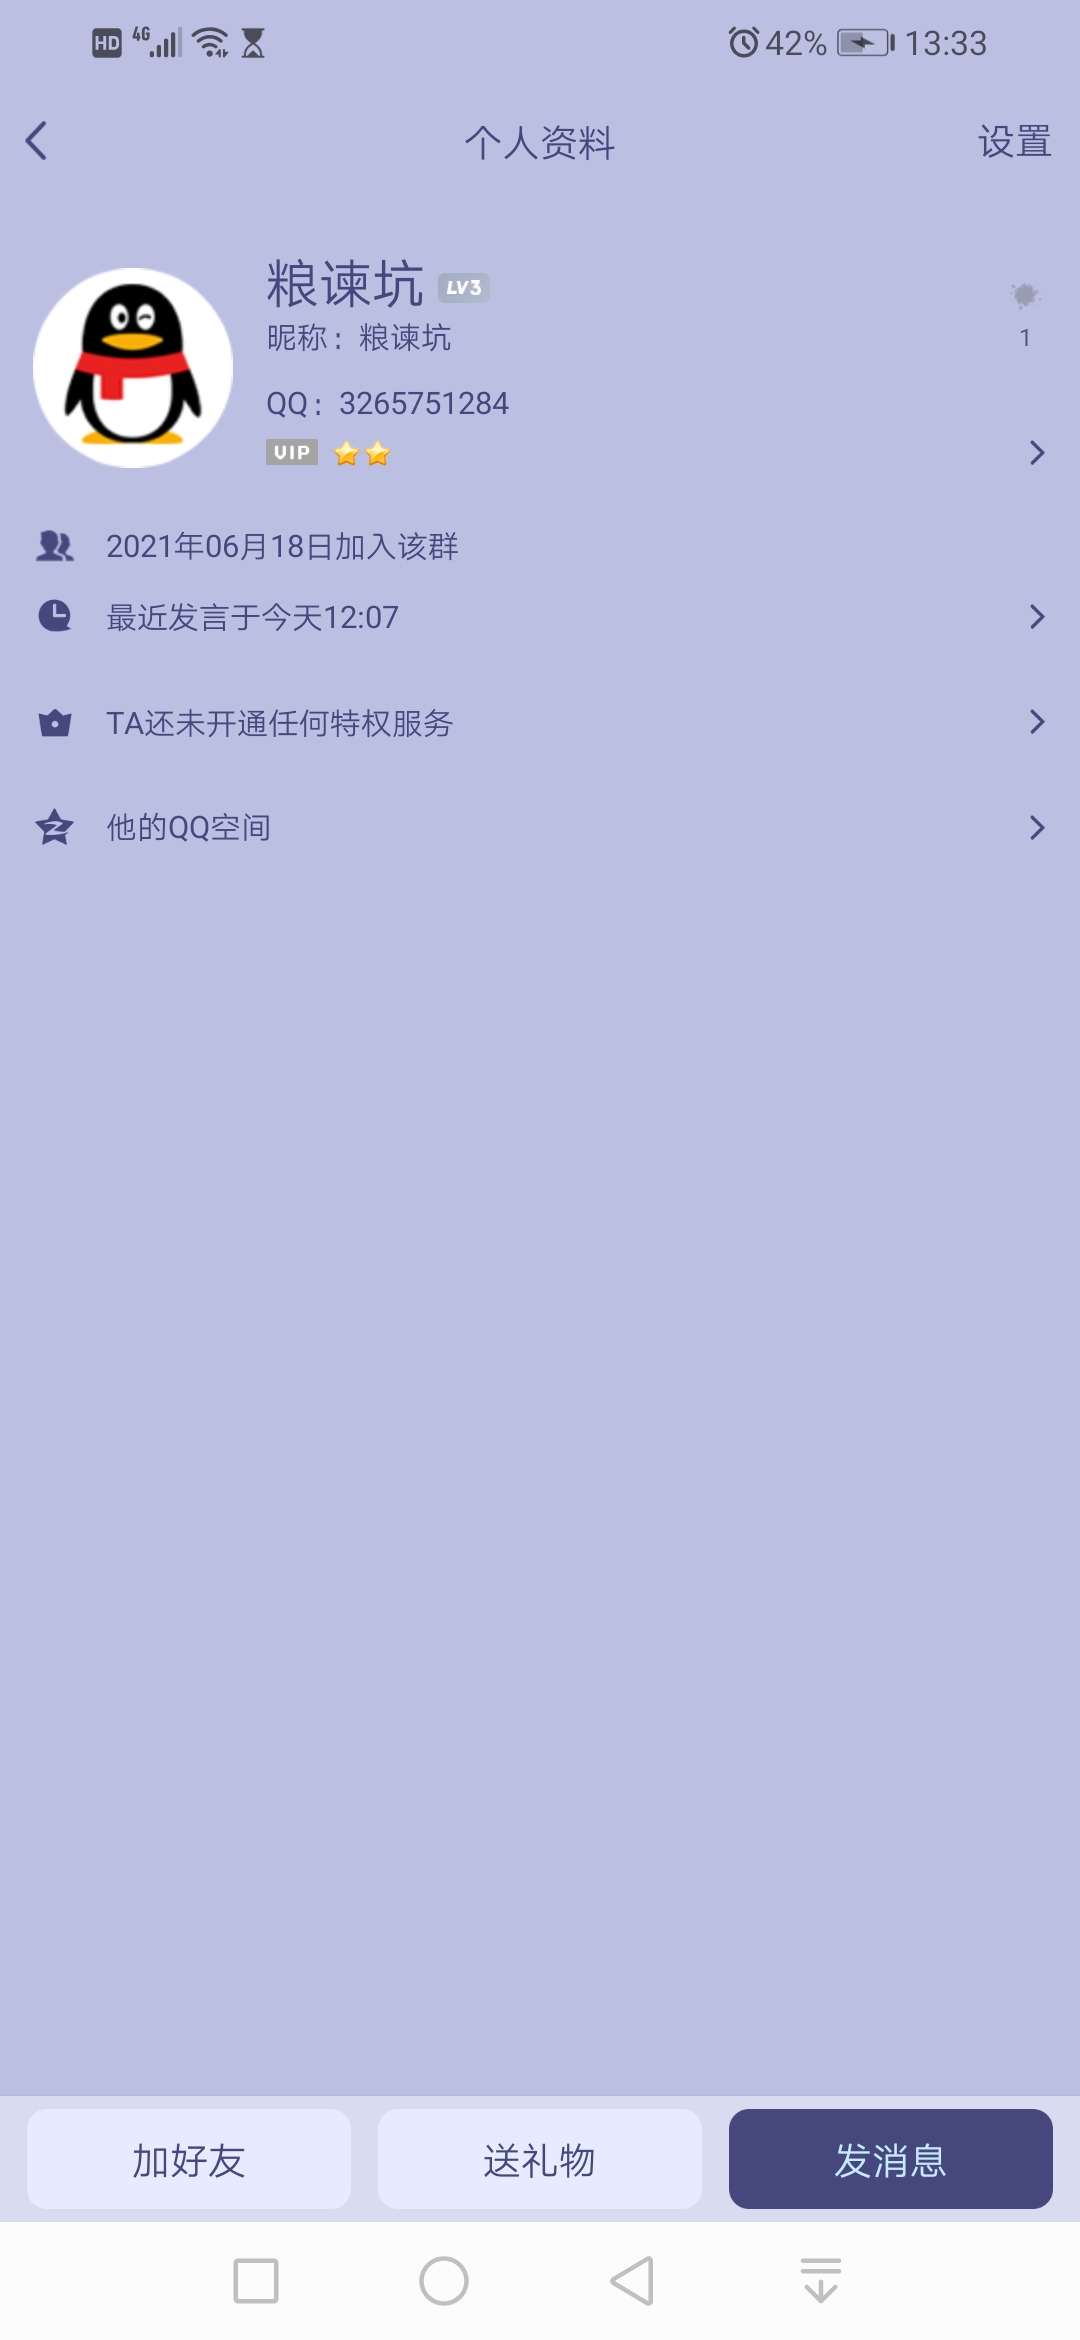 HD 4G 42% 13:33
个人资料 设置
粮谏坑 LV3
昵称：粮谏坑
1
QQ：3265751284
VIP
2021年06月18日加入该群
最近发言于今天12:07
TA还未开通任何特权服务
他的QQ空间
加好友 送礼物 发消息